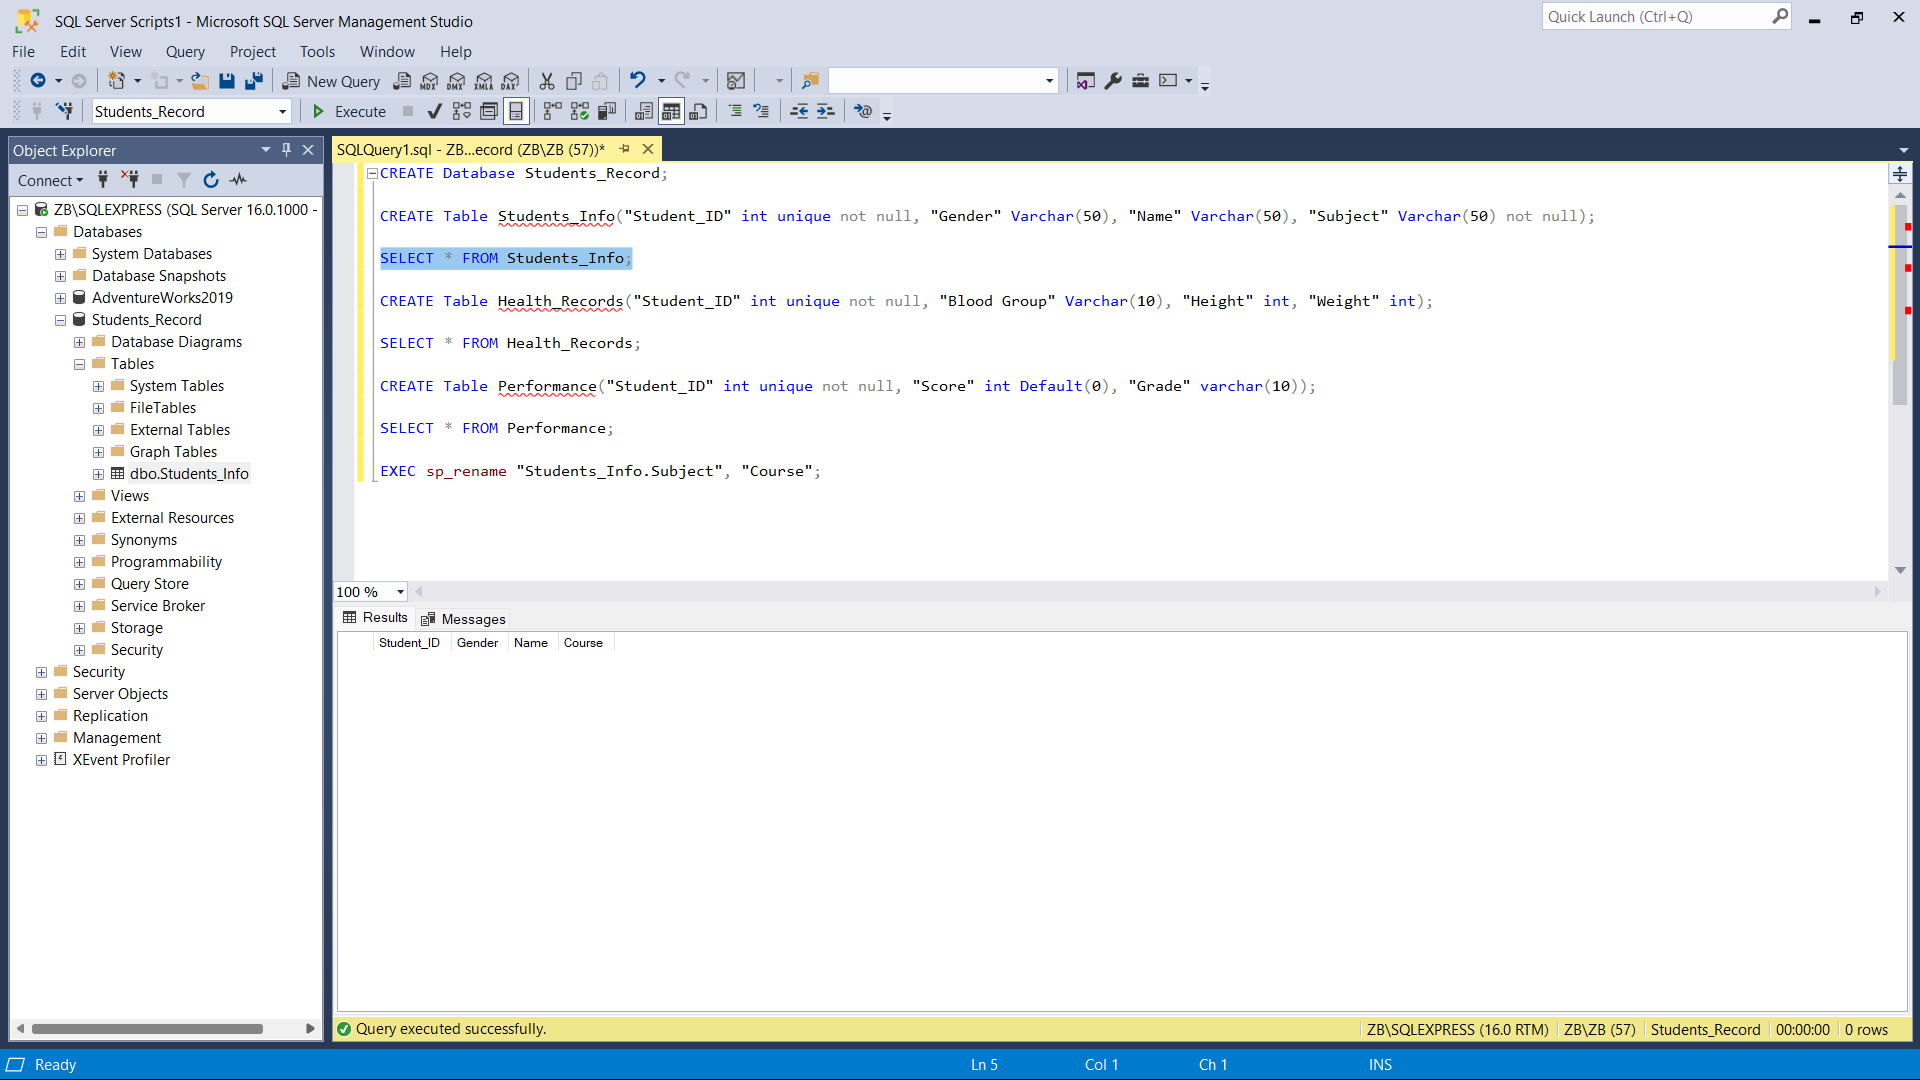 SQL Server Scripts1 - Microsoft SQL Server Management Studio
Quick Launch (Ctrl+Q)
File Edit View Query Project Tools Window Help
New Query MDX DMX XMLA DAX
Students_Record Execute
Object Explorer
SQLQuery1.sql - ZB...ecord (ZB\ZB (57))*
Connect
ZB\SQLEXPRESS (SQL Server 16.0.1000 -
Databases
System Databases
Database Snapshots
AdventureWorks2019
Students_Record
Database Diagrams
Tables
System Tables
FileTables
External Tables
Graph Tables
dbo.Students_Info
Views
External Resources
Synonyms
Programmability
Query Store
Service Broker
Storage
Security
Security
Server Objects
Replication
Management
XEvent Profiler
CREATE Database Students_Record;
CREATE Table Students_Info("Student_ID" int unique not null, "Gender" Varchar(50), "Name" Varchar(50), "Subject" Varchar(50) not null);
SELECT * FROM Students_Info;
CREATE Table Health_Records("Student_ID" int unique not null, "Blood Group" Varchar(10), "Height" int, "Weight" int);
SELECT * FROM Health_Records;
CREATE Table Performance("Student_ID" int unique not null, "Score" int Default(0), "Grade" varchar(10));
SELECT * FROM Performance;
EXEC sp_rename "Students_Info.Subject", "Course";
100 %
Results Messages
Student_ID Gender Name Course
Query executed successfully.
ZB\SQLEXPRESS (16.0 RTM) ZB\ZB (57) Students_Record 00:00:00 0 rows
Ready Ln 5 Col 1 Ch 1 INS